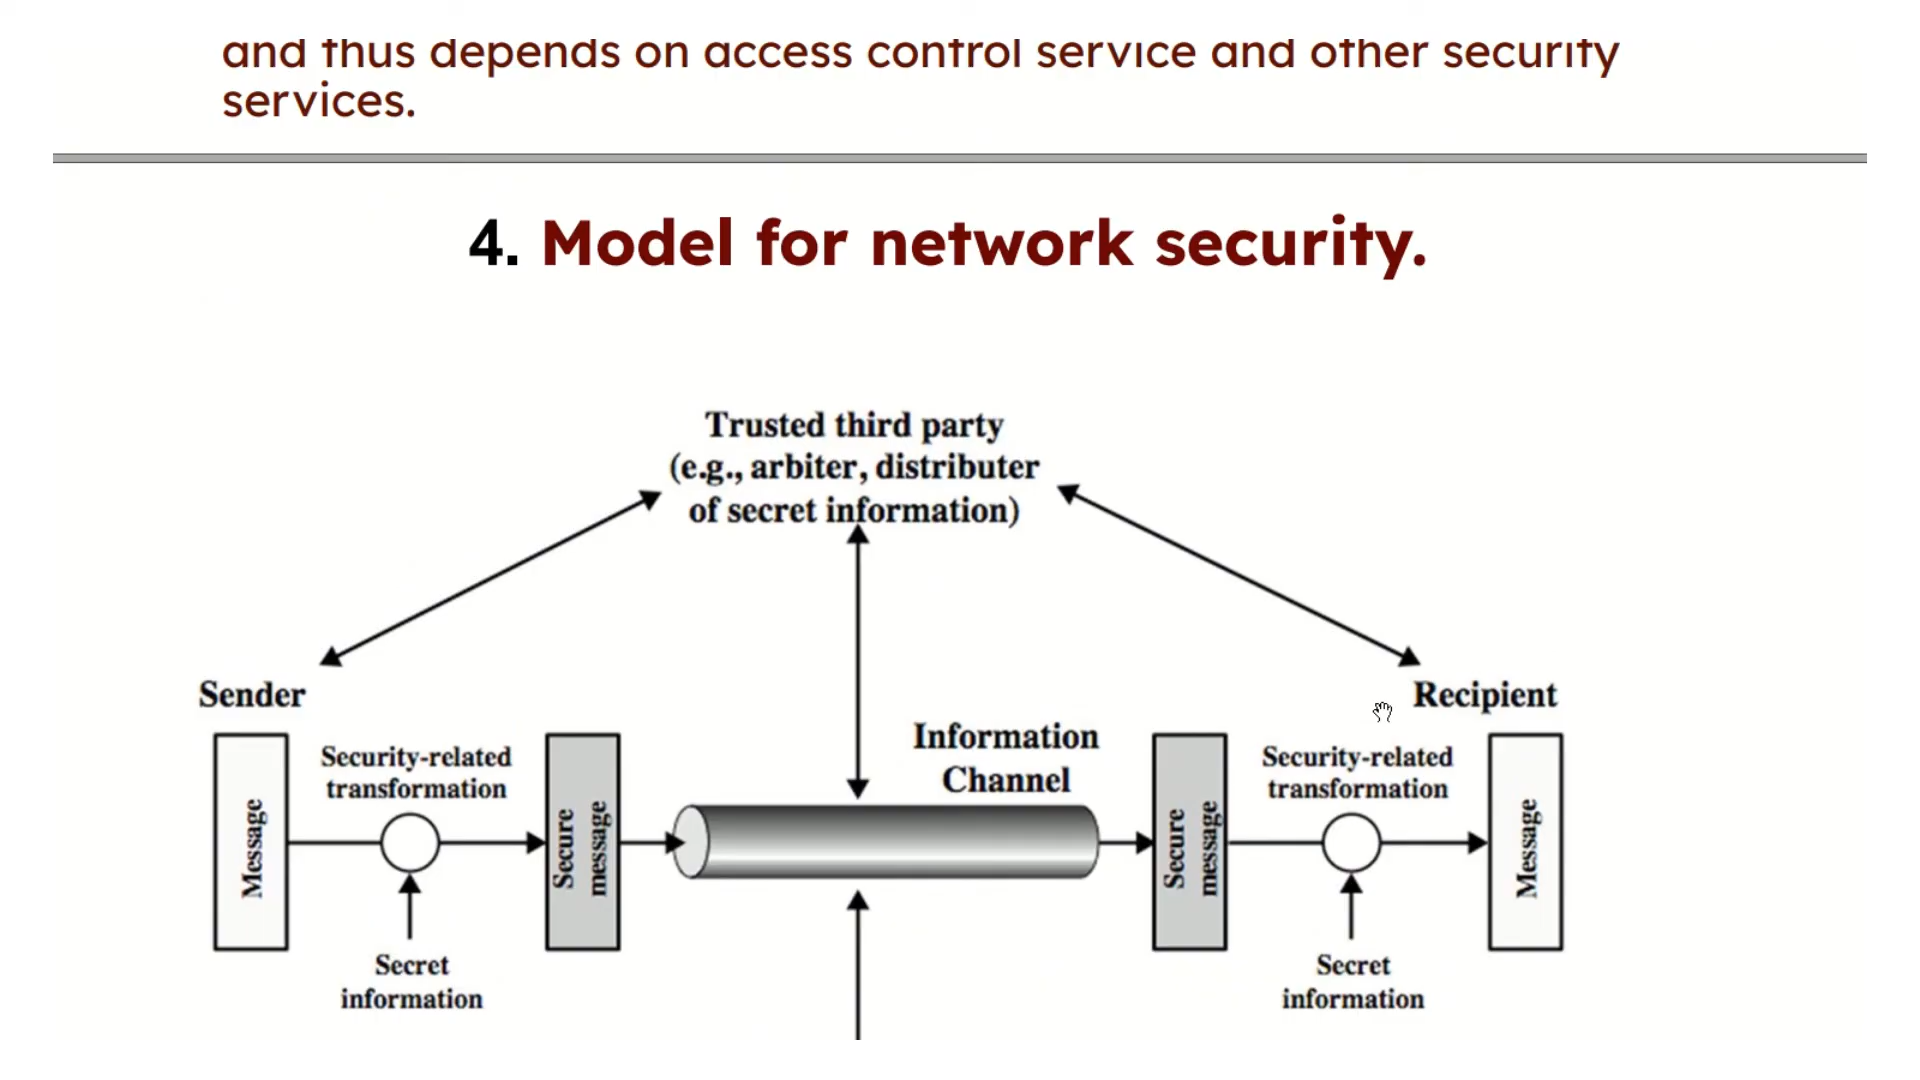 and thus depends on access control service and other security
services.
4. Model for network security.
Trusted third party
(e.g., arbiter, distributer
of secret information)
Sender
Recipient
Information
Channel
Security-related
transformation
Security-related
transformation
Message
Secure
message
Secure
message
Message
Secret
information
Secret
information